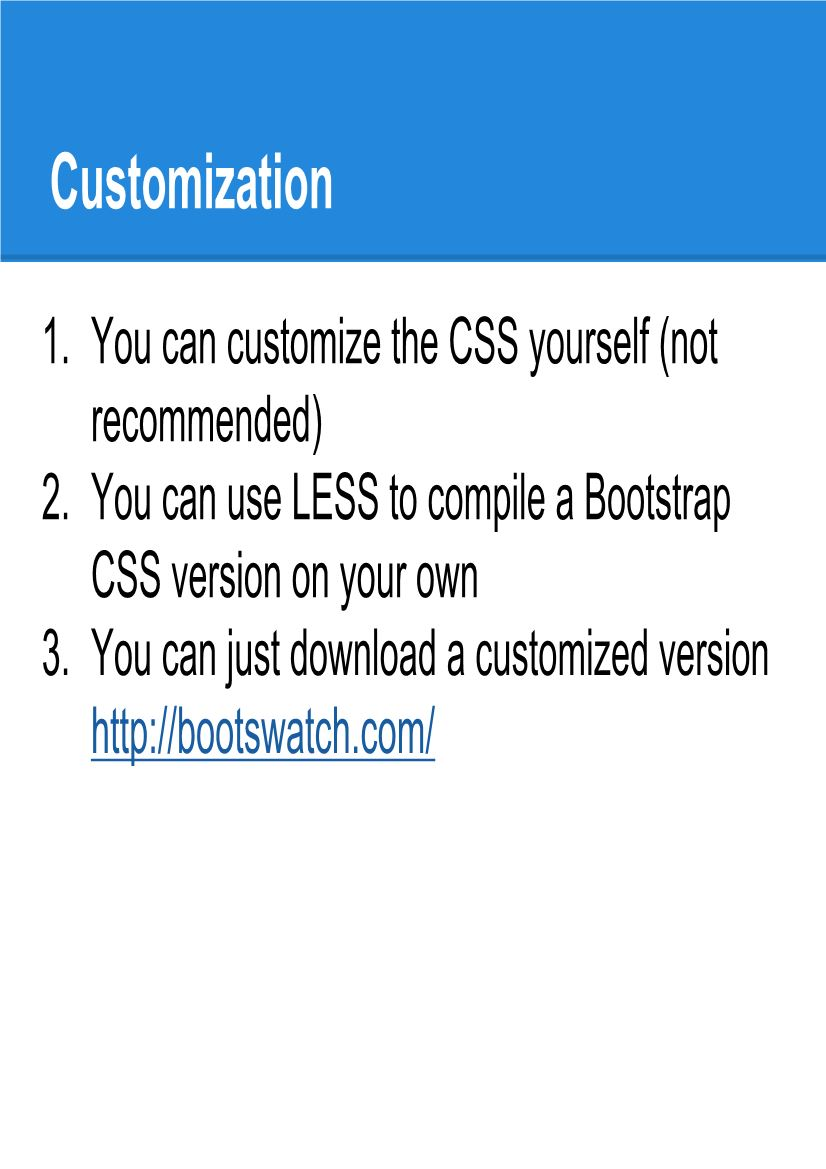 Customization
1. You can customize the CSS yourself (not
recommended)
2. You can use LESS to compile a Bootstrap
CSS version on your own
3. You can just download a customized version
http://bootswatch.com/